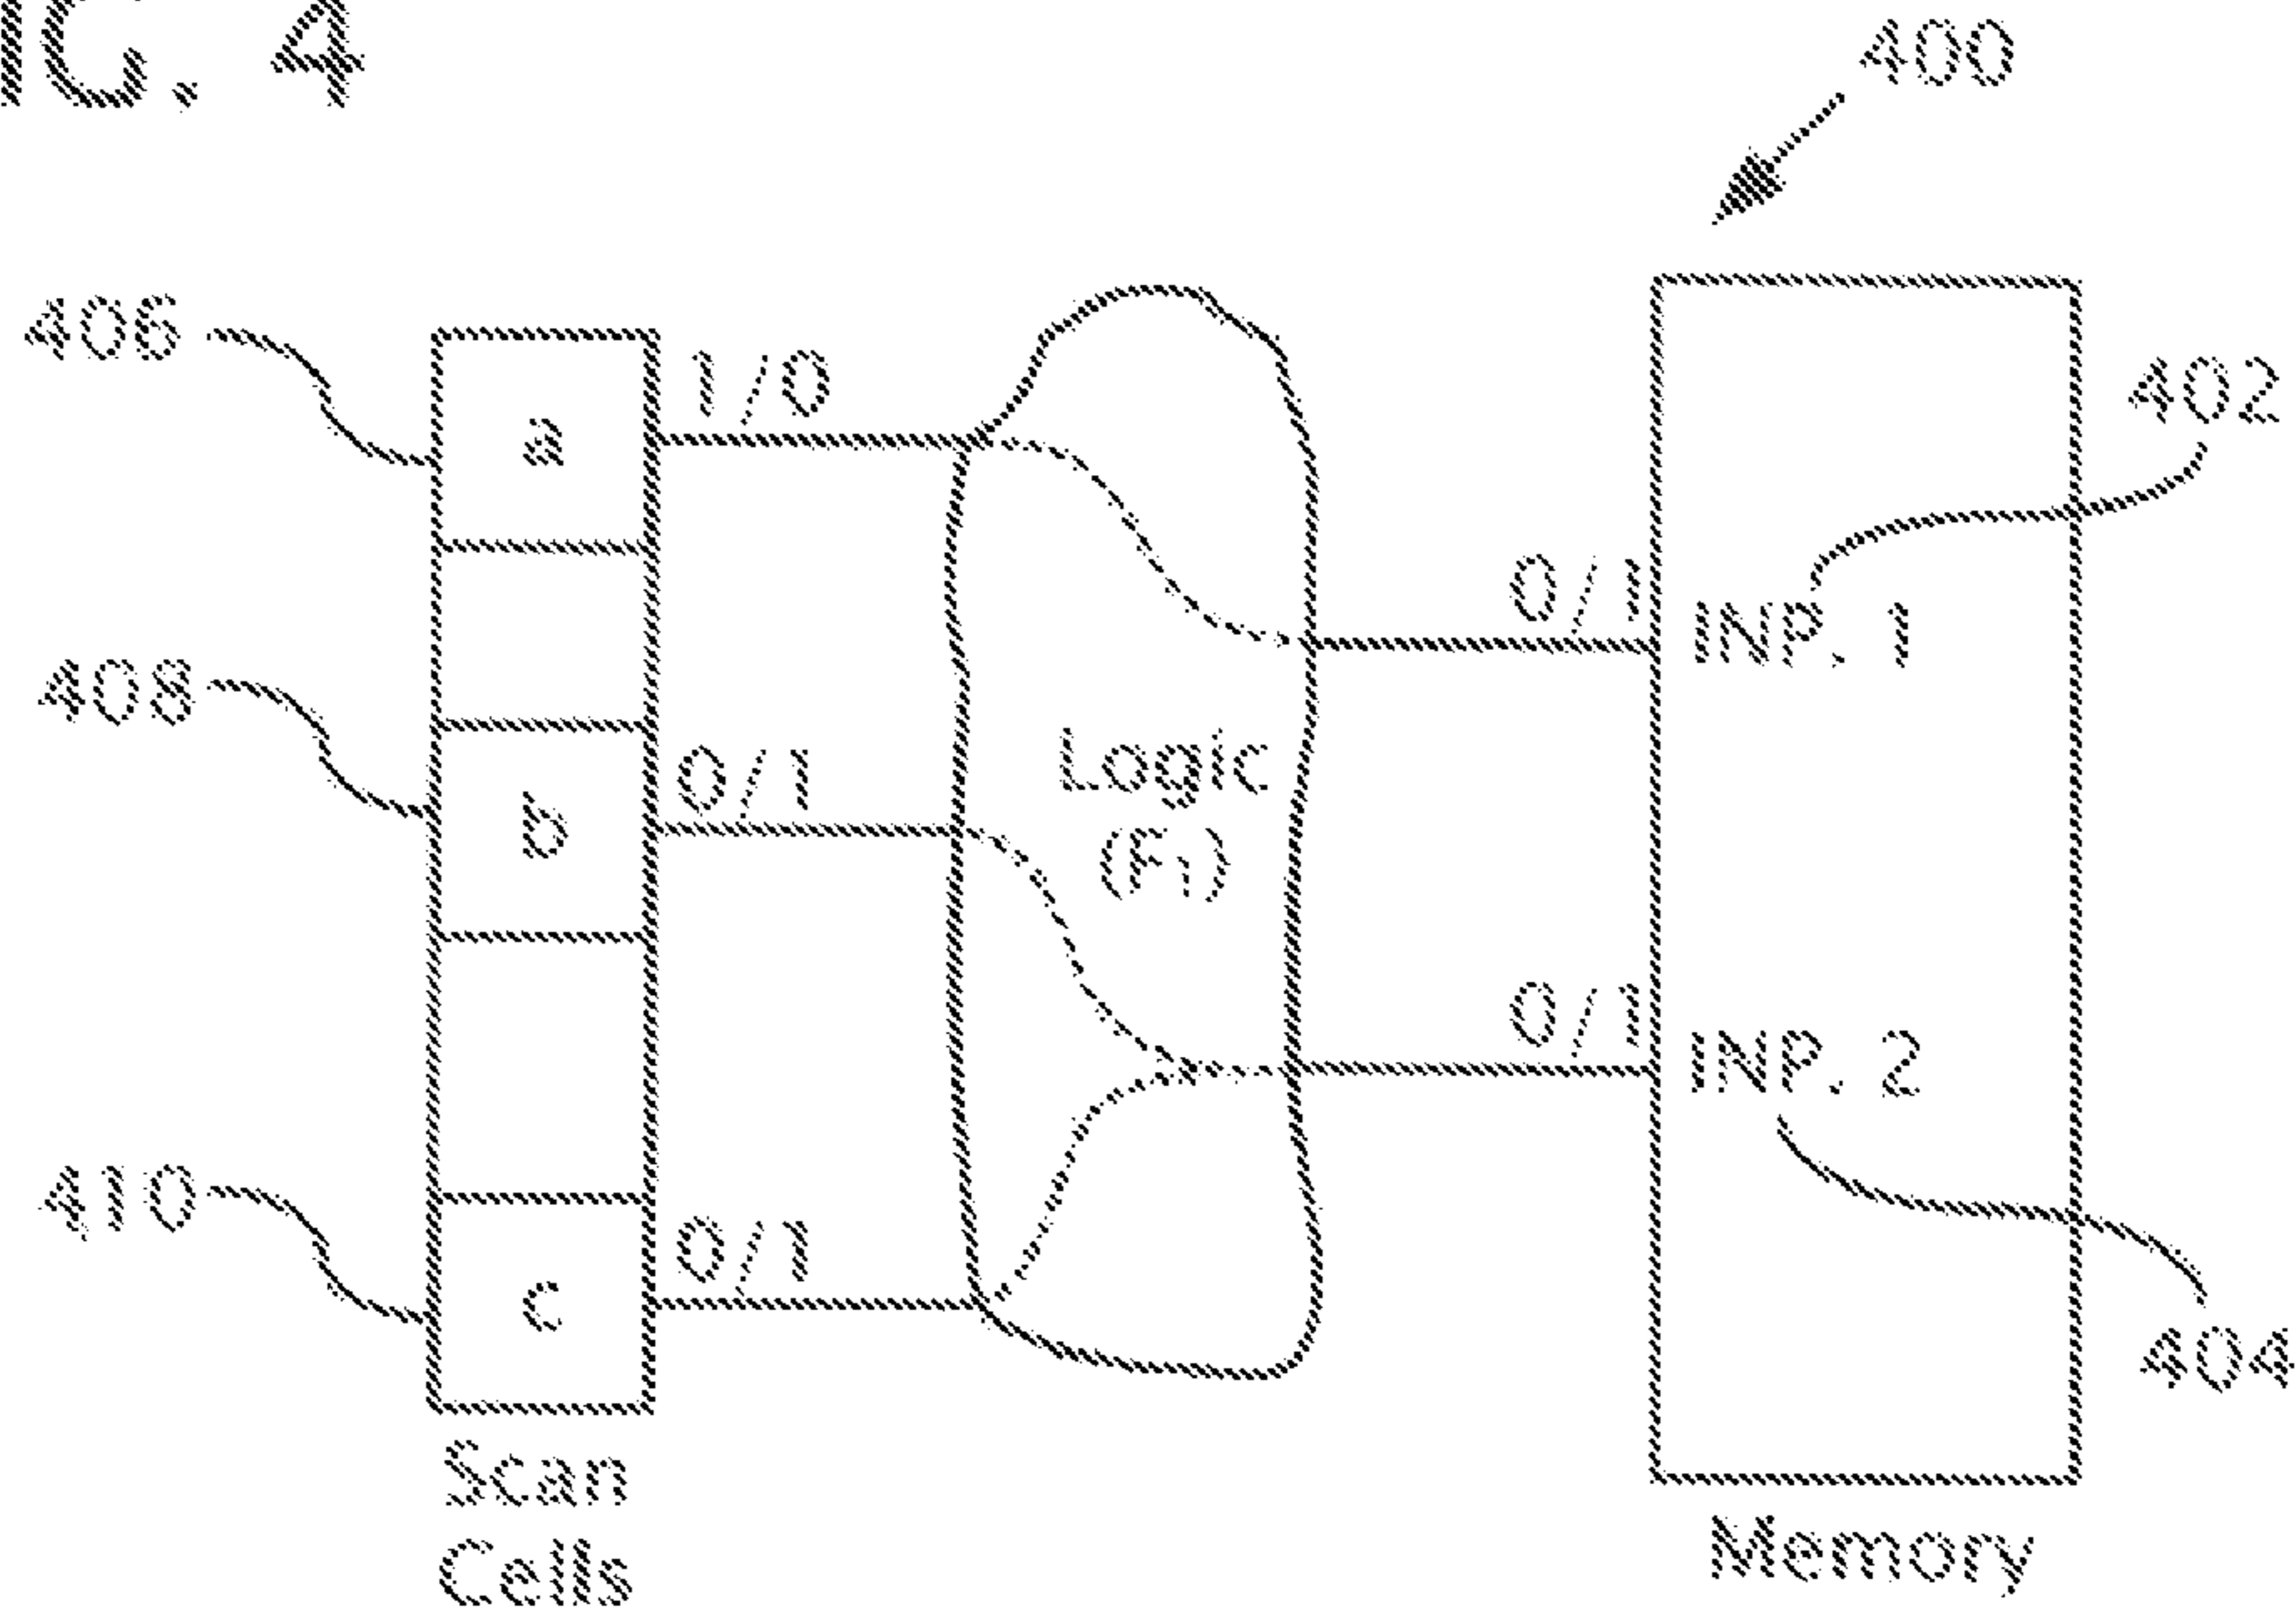 IG. 4
400
406
a
1/0
402
0/1
INP. 1
408
b
0/1
Logic
(F1)
0/1
INP. 2
410
c
0/1
404
Scan
Cells
Memory